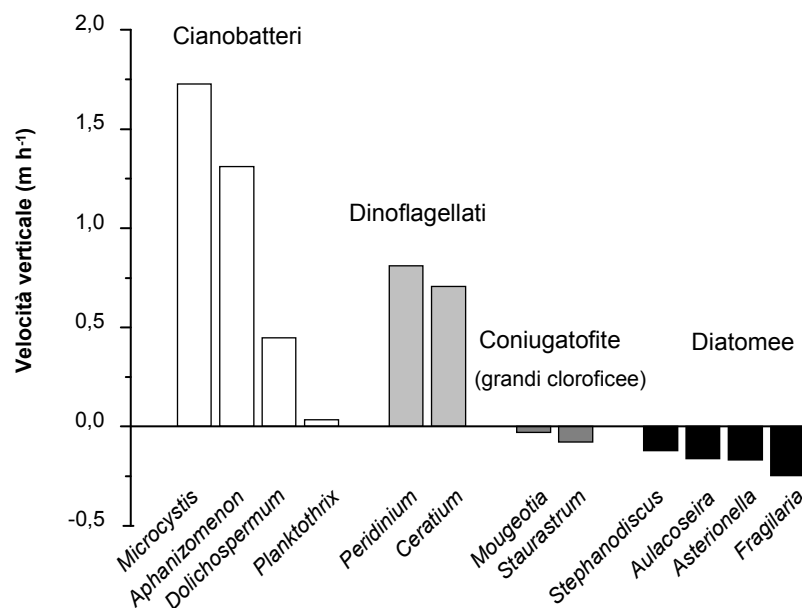 Velocità verticale (m h-1)
2,0
1,5
1,0
0,5
0,0
-0,5
Cianobatteri
Dinoflagellati
Coniugatofite
(grandi cloroficee)
Diatomee
Microcystis
Aphanizomenon
Dolichospermum
Planktothrix
Peridinium
Ceratium
Mougeotia
Staurastrum
Stephanodiscus
Aulacoseira
Asterionella
Fragilaria